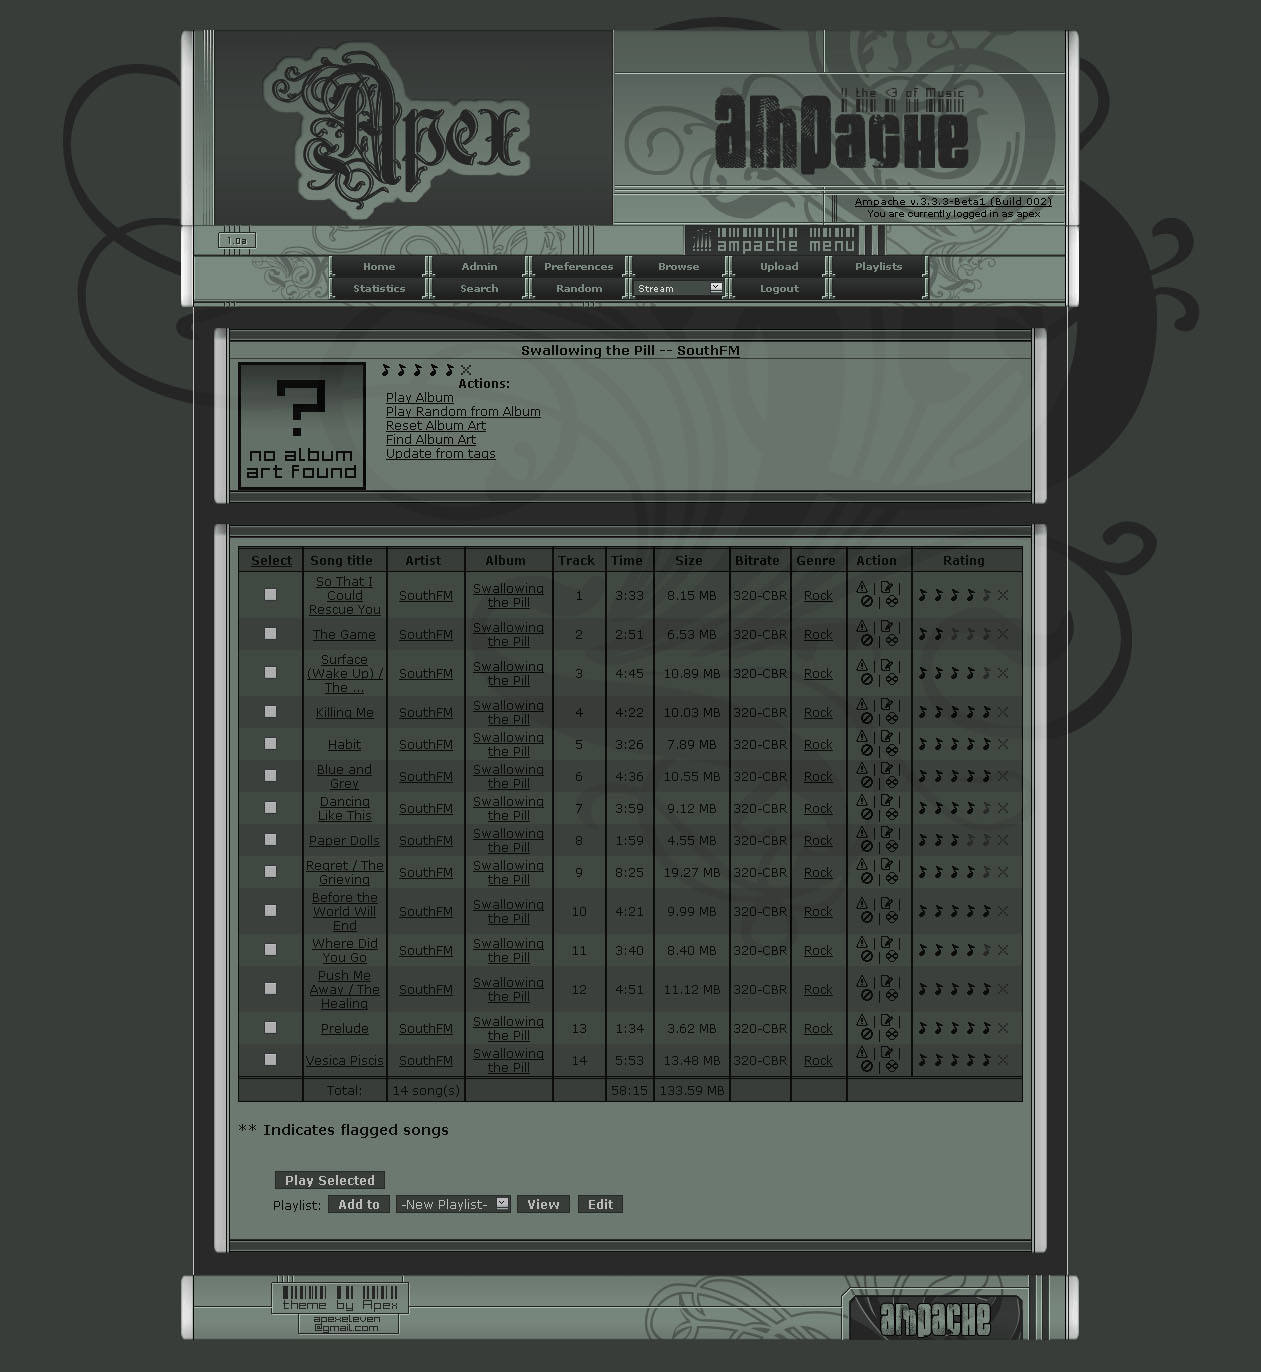 Apex
!! the <3 of Music
ampache
Ampache v.3.3.3-Beta1 (Build 002)
You are currently logged in as apex
1.0a
ampache menu
Home Admin Preferences Browse Upload Playlists
Statistics Search Random Stream Logout
Swallowing the Pill -- SouthFM
no album
art found
Actions:
Play Album
Play Random from Album
Reset Album Art
Find Album Art
Update from tags
Select Song title Artist Album Track Time Size Bitrate Genre Action Rating
So That I Could Rescue You SouthFM Swallowing the Pill 1 3:33 8.15 MB 320-CBR Rock | |
The Game SouthFM Swallowing the Pill 2 2:51 6.53 MB 320-CBR Rock | |
Surface (Wake Up) / The ... SouthFM Swallowing the Pill 3 4:45 10.89 MB 320-CBR Rock | |
Killing Me SouthFM Swallowing the Pill 4 4:22 10.03 MB 320-CBR Rock | |
Habit SouthFM Swallowing the Pill 5 3:26 7.89 MB 320-CBR Rock | |
Blue and Grey SouthFM Swallowing the Pill 6 4:36 10.55 MB 320-CBR Rock | |
Dancing Like This SouthFM Swallowing the Pill 7 3:59 9.12 MB 320-CBR Rock | |
Paper Dolls SouthFM Swallowing the Pill 8 1:59 4.55 MB 320-CBR Rock | |
Regret / The Grieving SouthFM Swallowing the Pill 9 8:25 19.27 MB 320-CBR Rock | |
Before the World Will End SouthFM Swallowing the Pill 10 4:21 9.99 MB 320-CBR Rock | |
Where Did You Go SouthFM Swallowing the Pill 11 3:40 8.40 MB 320-CBR Rock | |
Push Me Away / The Healing SouthFM Swallowing the Pill 12 4:51 11.12 MB 320-CBR Rock | |
Prelude SouthFM Swallowing the Pill 13 1:34 3.62 MB 320-CBR Rock | |
Vesica Piscis SouthFM Swallowing the Pill 14 5:53 13.48 MB 320-CBR Rock | |
Total: 14 song(s) 58:15 133.59 MB
** Indicates flagged songs
Play Selected
Playlist: Add to -New Playlist- View Edit
theme by Apex
apexeleven
@gmail.com
ampache